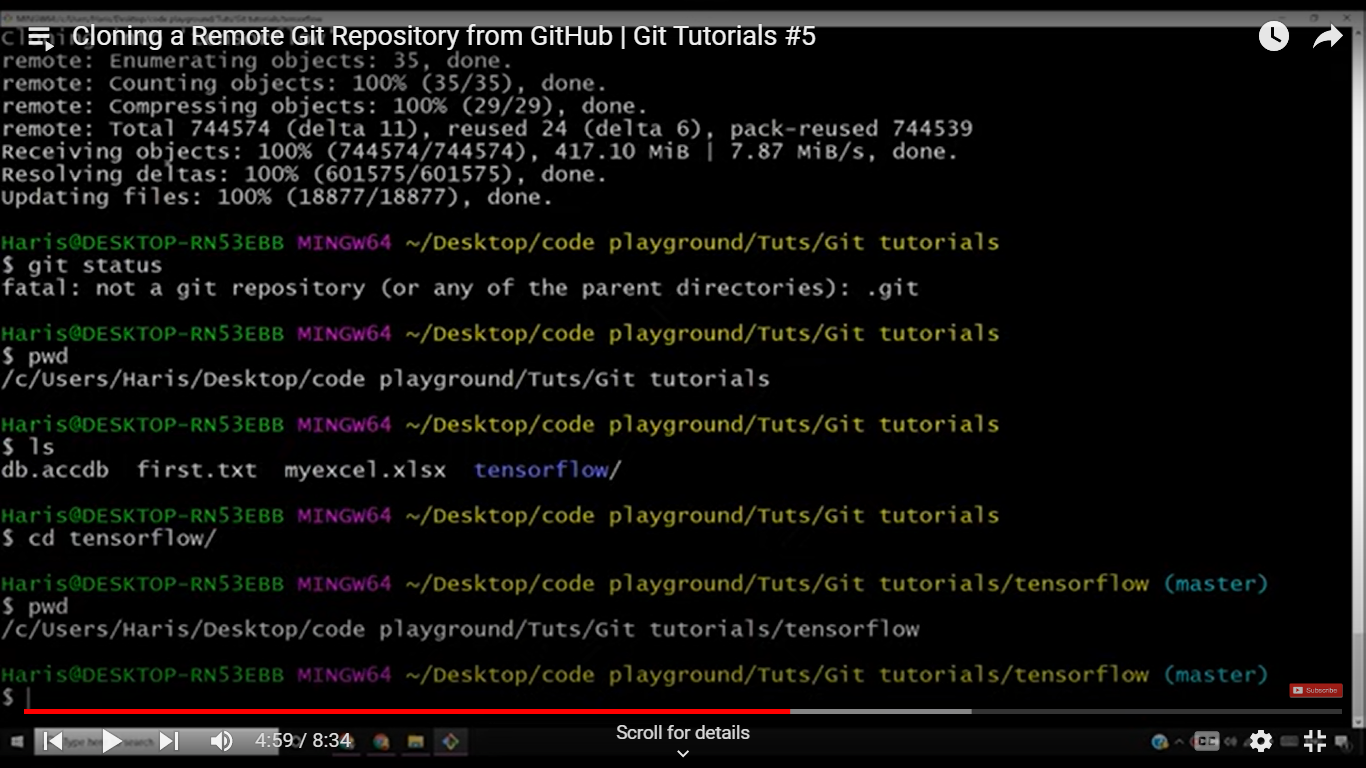 Cloning a Remote Git Repository from GitHub | Git Tutorials #5
remote: Enumerating objects: 35, done.
remote: Counting objects: 100% (35/35), done.
remote: Compressing objects: 100% (29/29), done.
remote: Total 744574 (delta 11), reused 24 (delta 6), pack-reused 744539
Receiving objects: 100% (744574/744574), 417.10 MiB | 7.87 MiB/s, done.
Resolving deltas: 100% (601575/601575), done.
Updating files: 100% (18877/18877), done.
Haris@DESKTOP-RN53EBB MINGW64 ~/Desktop/code playground/Tuts/Git tutorials
$ git status
fatal: not a git repository (or any of the parent directories): .git
Haris@DESKTOP-RN53EBB MINGW64 ~/Desktop/code playground/Tuts/Git tutorials
$ pwd
/c/Users/Haris/Desktop/code playground/Tuts/Git tutorials
Haris@DESKTOP-RN53EBB MINGW64 ~/Desktop/code playground/Tuts/Git tutorials
$ ls
db.accdb first.txt myexcel.xlsx tensorflow/
Haris@DESKTOP-RN53EBB MINGW64 ~/Desktop/code playground/Tuts/Git tutorials
$ cd tensorflow/
Haris@DESKTOP-RN53EBB MINGW64 ~/Desktop/code playground/Tuts/Git tutorials/tensorflow (master)
$ pwd
/c/Users/Haris/Desktop/code playground/Tuts/Git tutorials/tensorflow
Haris@DESKTOP-RN53EBB MINGW64 ~/Desktop/code playground/Tuts/Git tutorials/tensorflow (master)
$
Subscribe
4:59 / 8:34
Scroll for details
CC